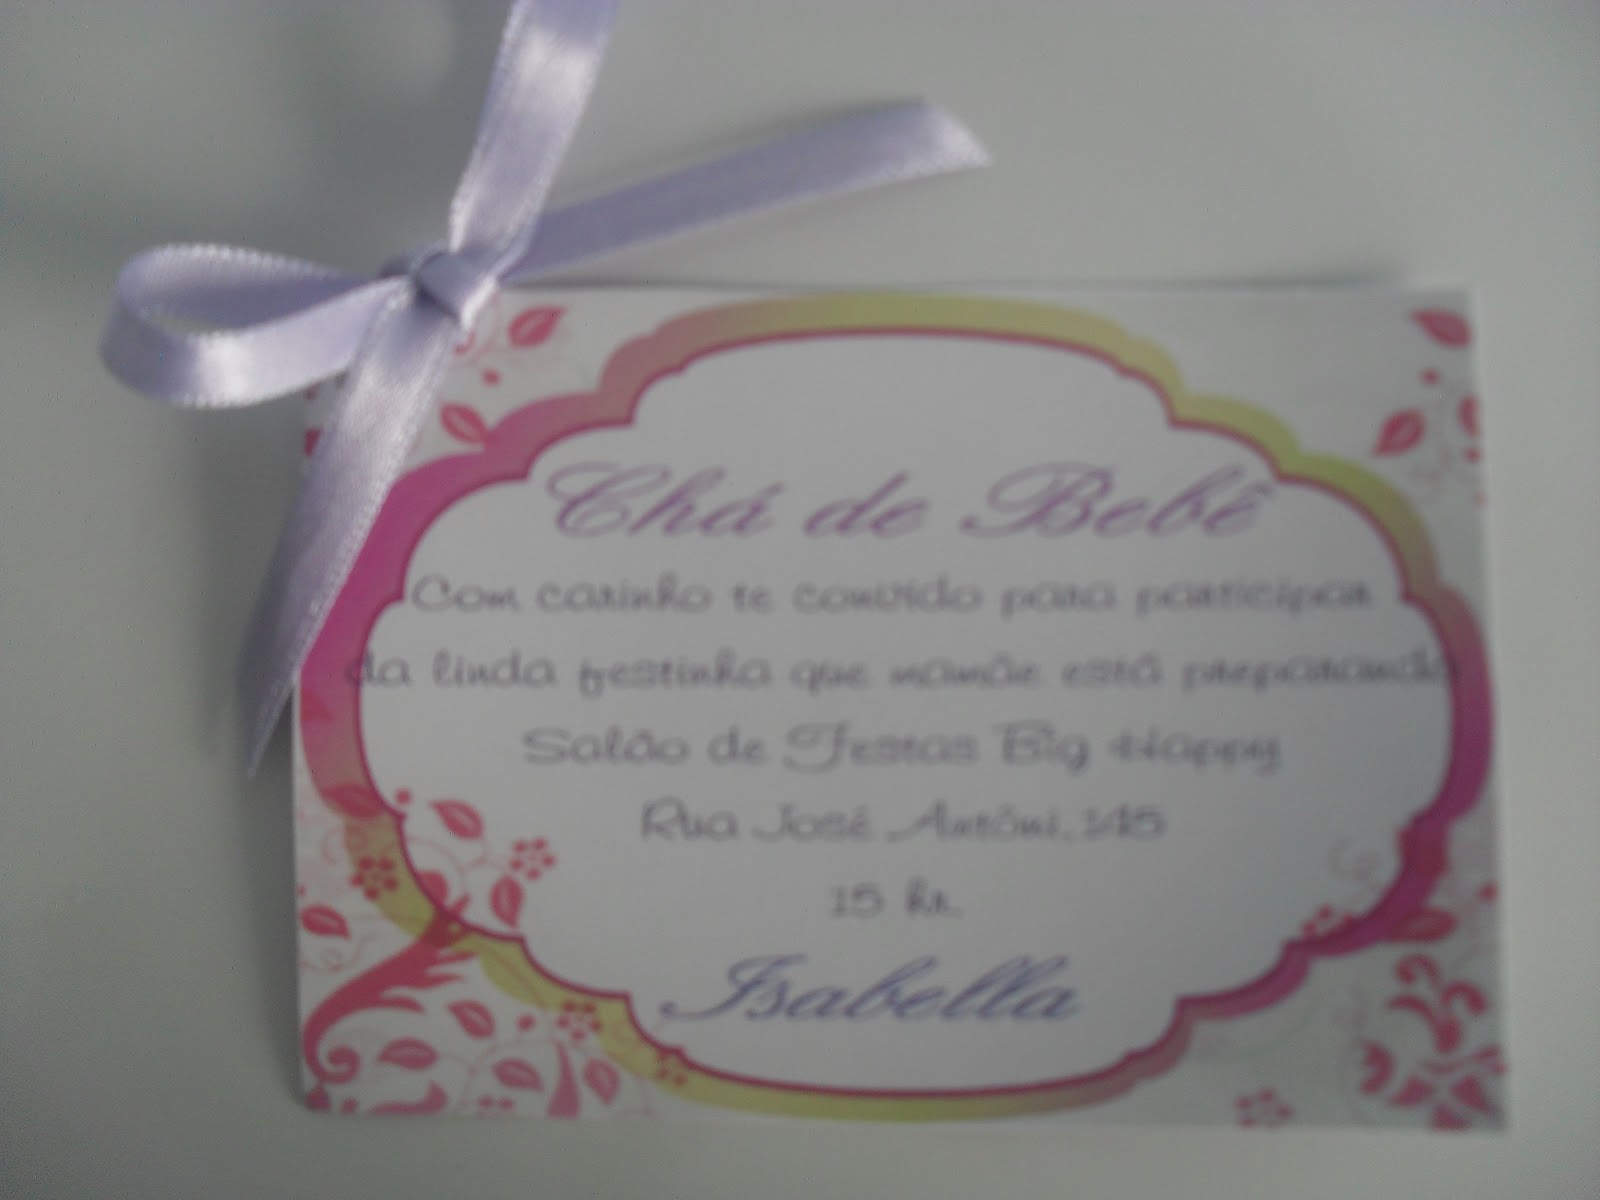 Chá de Bebê
Com carinho te convido para participar
da linda festinha que mamãe está preparando
Salão de Festas Big Happy
Rua José Antôni, 145
15 hr.
Isabella